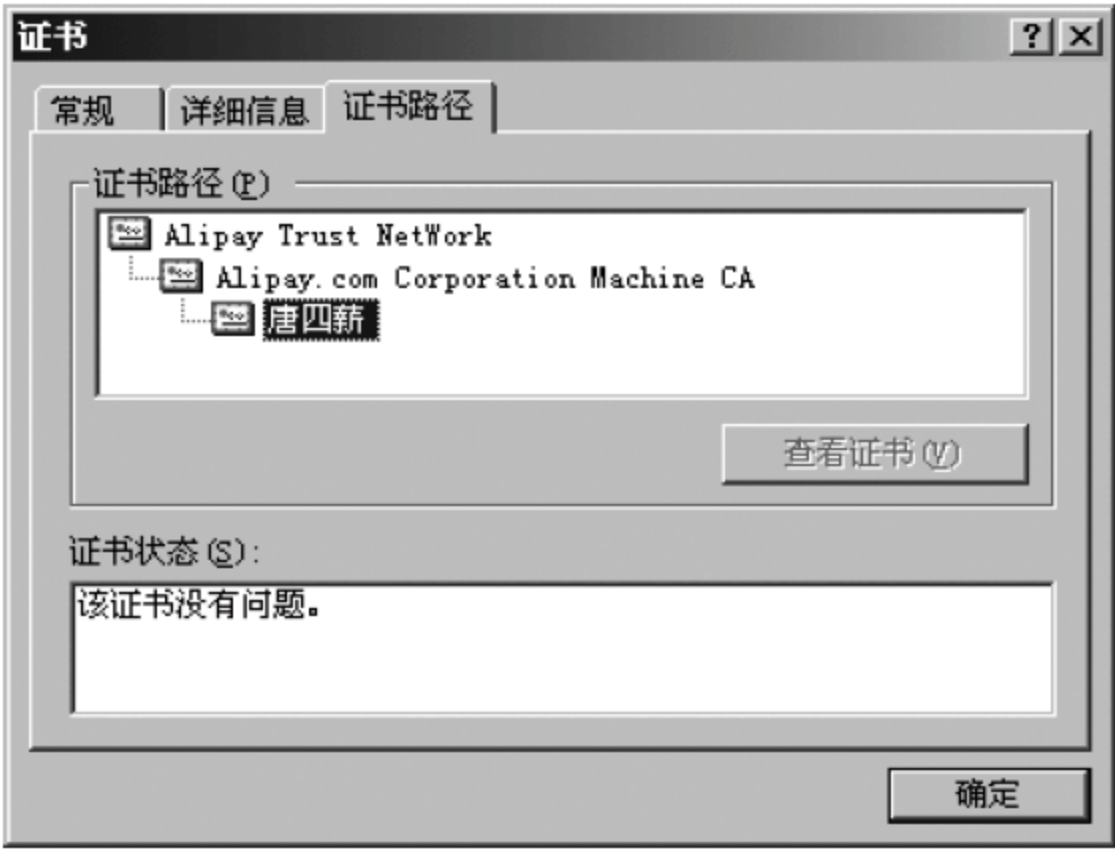 证书
常规 详细信息 证书路径
证书路径(P)
Alipay Trust NetWork
Alipay.com Corporation Machine CA
唐四薪
查看证书(V)
证书状态(S):
该证书没有问题。
确定